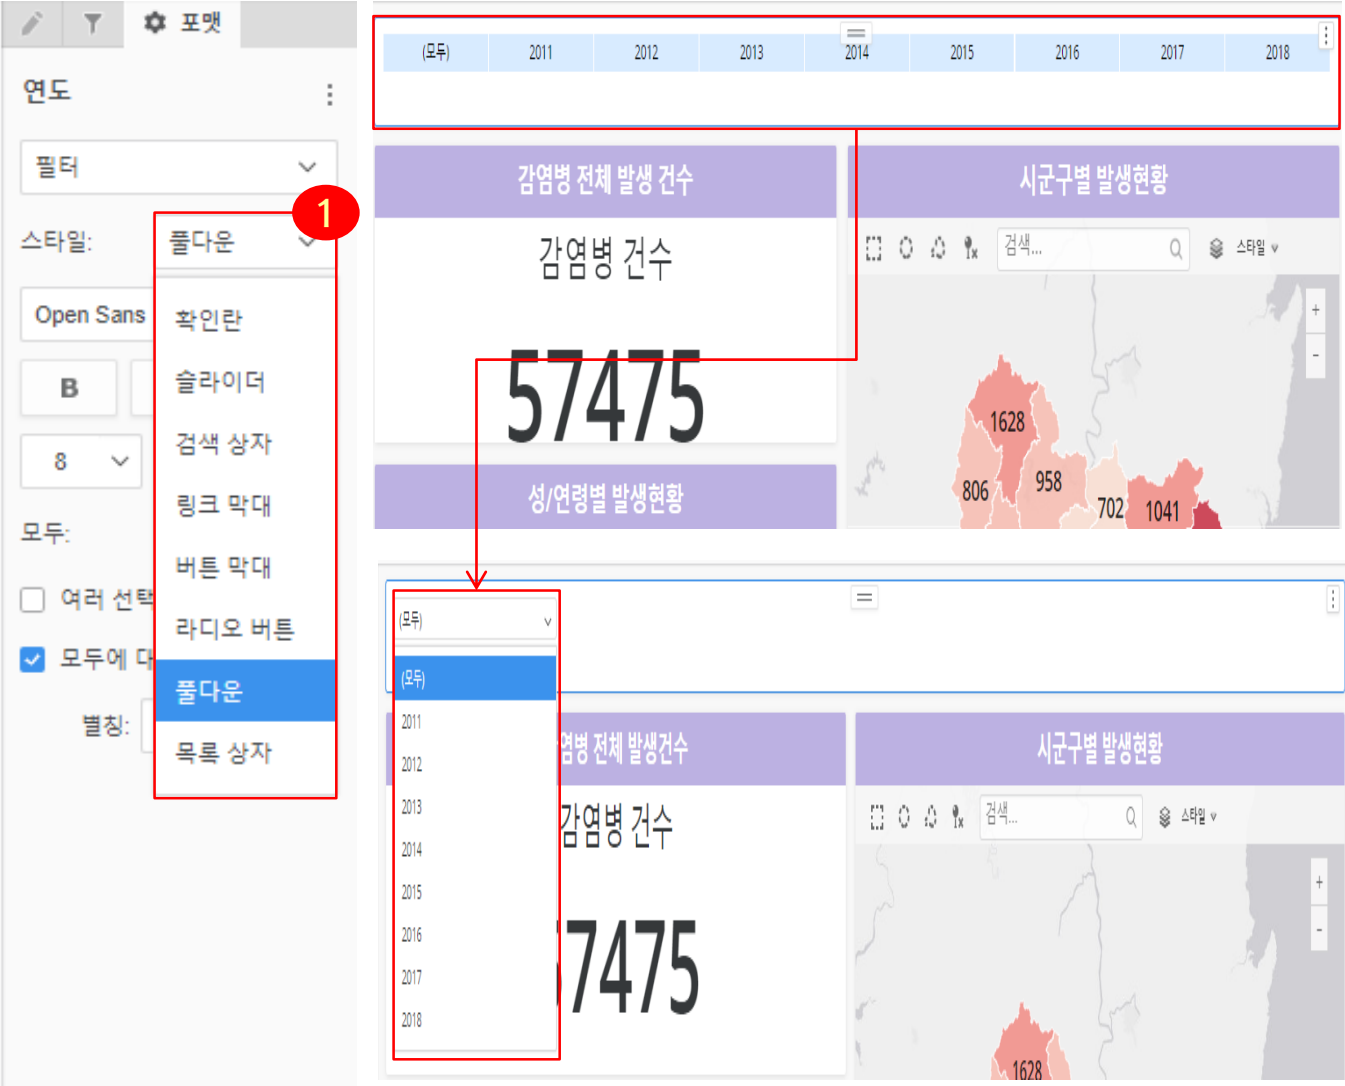 포맷
연도
필터
1
스타일:
풀다운
Open Sans
확인란
슬라이더
B
검색 상자
8
링크 막대
모두:
버튼 막대
여러 선택
라디오 버튼
모두에 대
풀다운
별칭:
목록 상자
(모두) 2011 2012 2013 2014 2015 2016 2017 2018
감염병 전체 발생 건수
시군구별 발생현황
감염병 건수
검색...
스타일
57475
+
-
1628
806
958
702
1041
성/연령별 발생현황
(모두)
(모두)
2011
2012
2013
2014
2015
2016
2017
2018
염병 전체 발생건수
시군구별 발생현황
감염병 건수
검색...
스타일
7475
+
-
1628